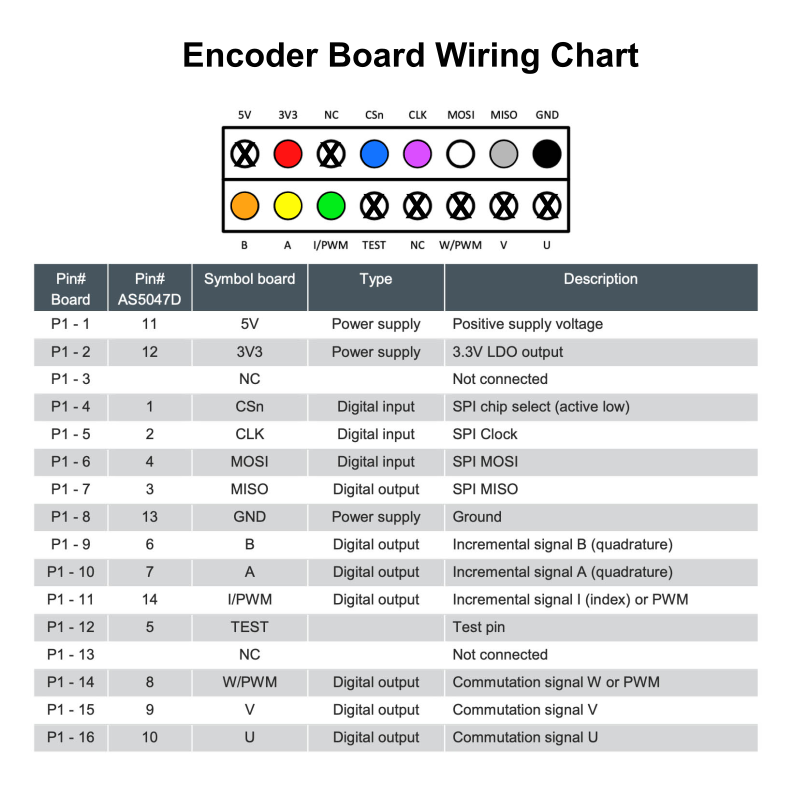 Encoder Board Wiring Chart
5V 3V3 NC CSn CLK MOSI MISO GND
B A I/PWM TEST NC W/PWM V U
Pin# Board Pin# AS5047D Symbol board Type Description
P1 - 1 11 5V Power supply Positive supply voltage
P1 - 2 12 3V3 Power supply 3.3V LDO output
P1 - 3 NC Not connected
P1 - 4 1 CSn Digital input SPI chip select (active low)
P1 - 5 2 CLK Digital input SPI Clock
P1 - 6 4 MOSI Digital input SPI MOSI
P1 - 7 3 MISO Digital output SPI MISO
P1 - 8 13 GND Power supply Ground
P1 - 9 6 B Digital output Incremental signal B (quadrature)
P1 - 10 7 A Digital output Incremental signal A (quadrature)
P1 - 11 14 I/PWM Digital output Incremental signal I (index) or PWM
P1 - 12 5 TEST Test pin
P1 - 13 NC Not connected
P1 - 14 8 W/PWM Digital output Commutation signal W or PWM
P1 - 15 9 V Digital output Commutation signal V
P1 - 16 10 U Digital output Commutation signal U